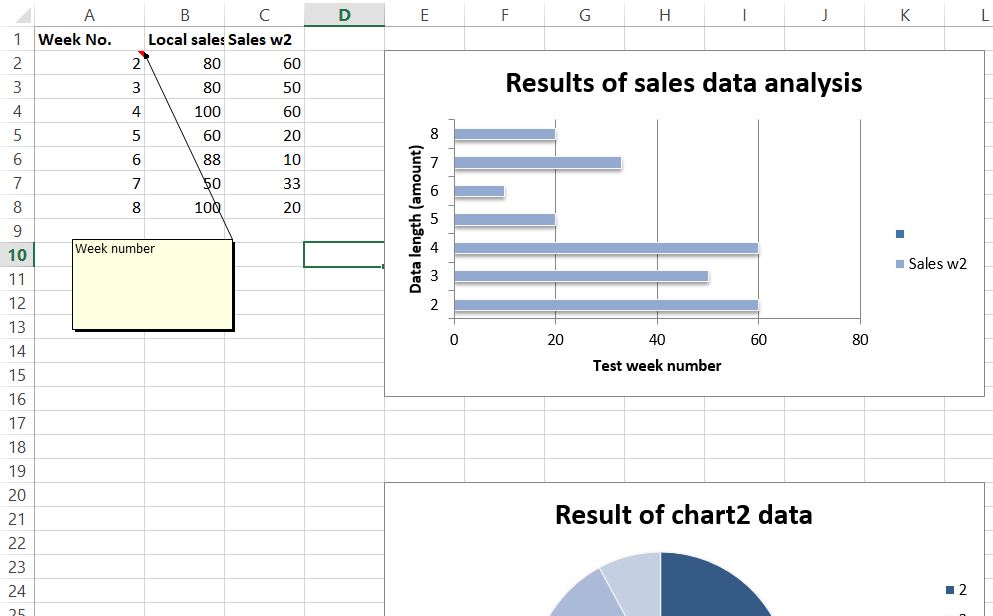 A B C D E F G H I J K L
1 Week No. Local sales Sales w2
2 2 80 60
3 3 80 50
4 4 100 60
5 5 60 20
6 6 88 10
7 7 50 33
8 8 100 20
9
10
11
12
13
14
15
16
17
18
19
20
21
22
23
24
25
Week number
Results of sales data analysis
Data length (amount)
8
7
6
5
4
3
2
0 20 40 60 80
Test week number
Sales w2
Result of chart2 data
2